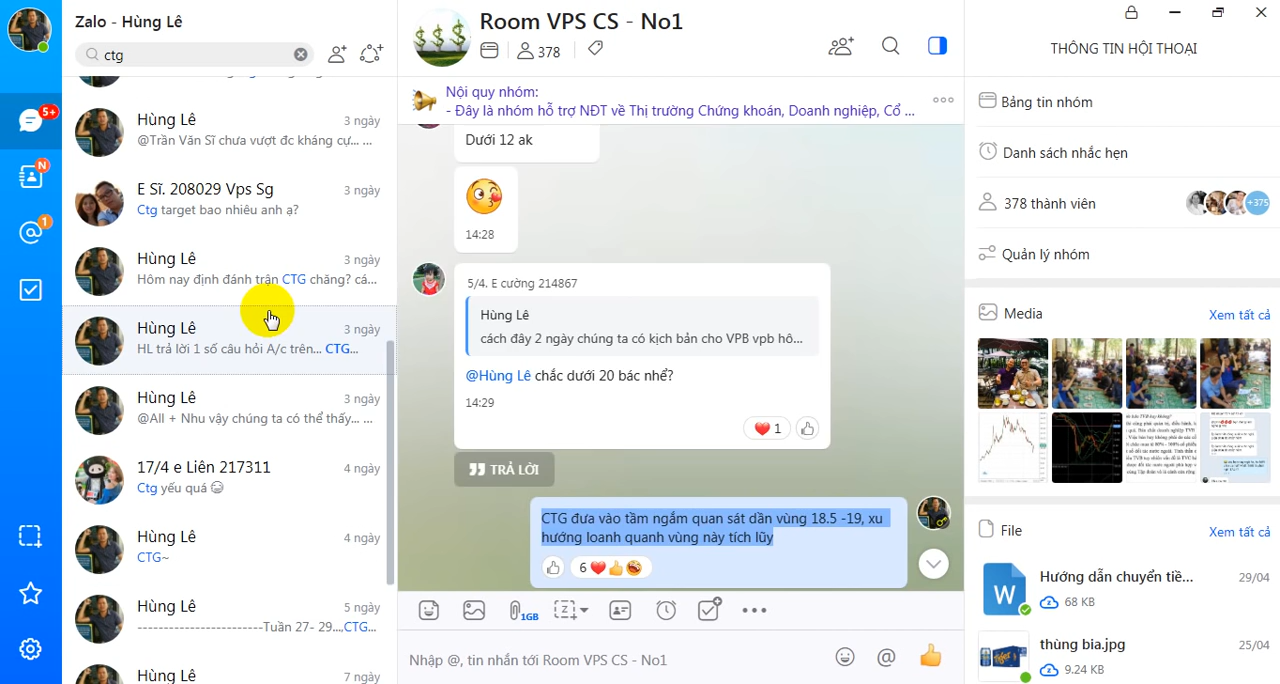 Zalo - Hùng Lê
ctg
5+
N
1
Hùng Lê
3 ngày
@Trần Văn Sĩ chưa vượt đc kháng cự... ...
E Sĩ. 208029 Vps Sg
3 ngày
Ctg target bao nhiêu anh ạ?
Hùng Lê
3 ngày
Hôm nay định đánh trận CTG chăng? cá...
Hùng Lê
3 ngày
HL trả lời 1 số câu hỏi A/c trên... CTG...
Hùng Lê
3 ngày
@All + Nhu vậy chúng ta có thể thấy... ...
17/4 e Liên 217311
4 ngày
Ctg yếu quá
Hùng Lê
4 ngày
CTG~
Hùng Lê
5 ngày
-----------------------Tuần 27- 29....CTG...
Hùng Lê
7 ngày
Room VPS CS - No1
378
Nội quy nhóm:
- Đây là nhóm hỗ trợ NĐT về Thị trường Chứng khoán, Doanh nghiệp, Cổ ...
Dưới 12 ak
14:28
5/4. E cường 214867
Hùng Lê
cách đây 2 ngày chúng ta có kịch bản cho VPB vpb hô...
@Hùng Lê chắc dưới 20 bác nhể?
14:29
1
TRẢ LỜI
CTG đưa vào tầm ngắm quan sát dần vùng 18.5 -19, xu
hướng loanh quanh vùng này tích lũy
6
1GB
Nhập @, tin nhắn tới Room VPS CS - No1
THÔNG TIN HỘI THOẠI
Bảng tin nhóm
Danh sách nhắc hẹn
378 thành viên
+375
Quản lý nhóm
Media
Xem tất cả
File
Xem tất cả
W
Hướng dẫn chuyển tiề...
29/04
68 KB
thùng bia.jpg
25/04
9.24 KB